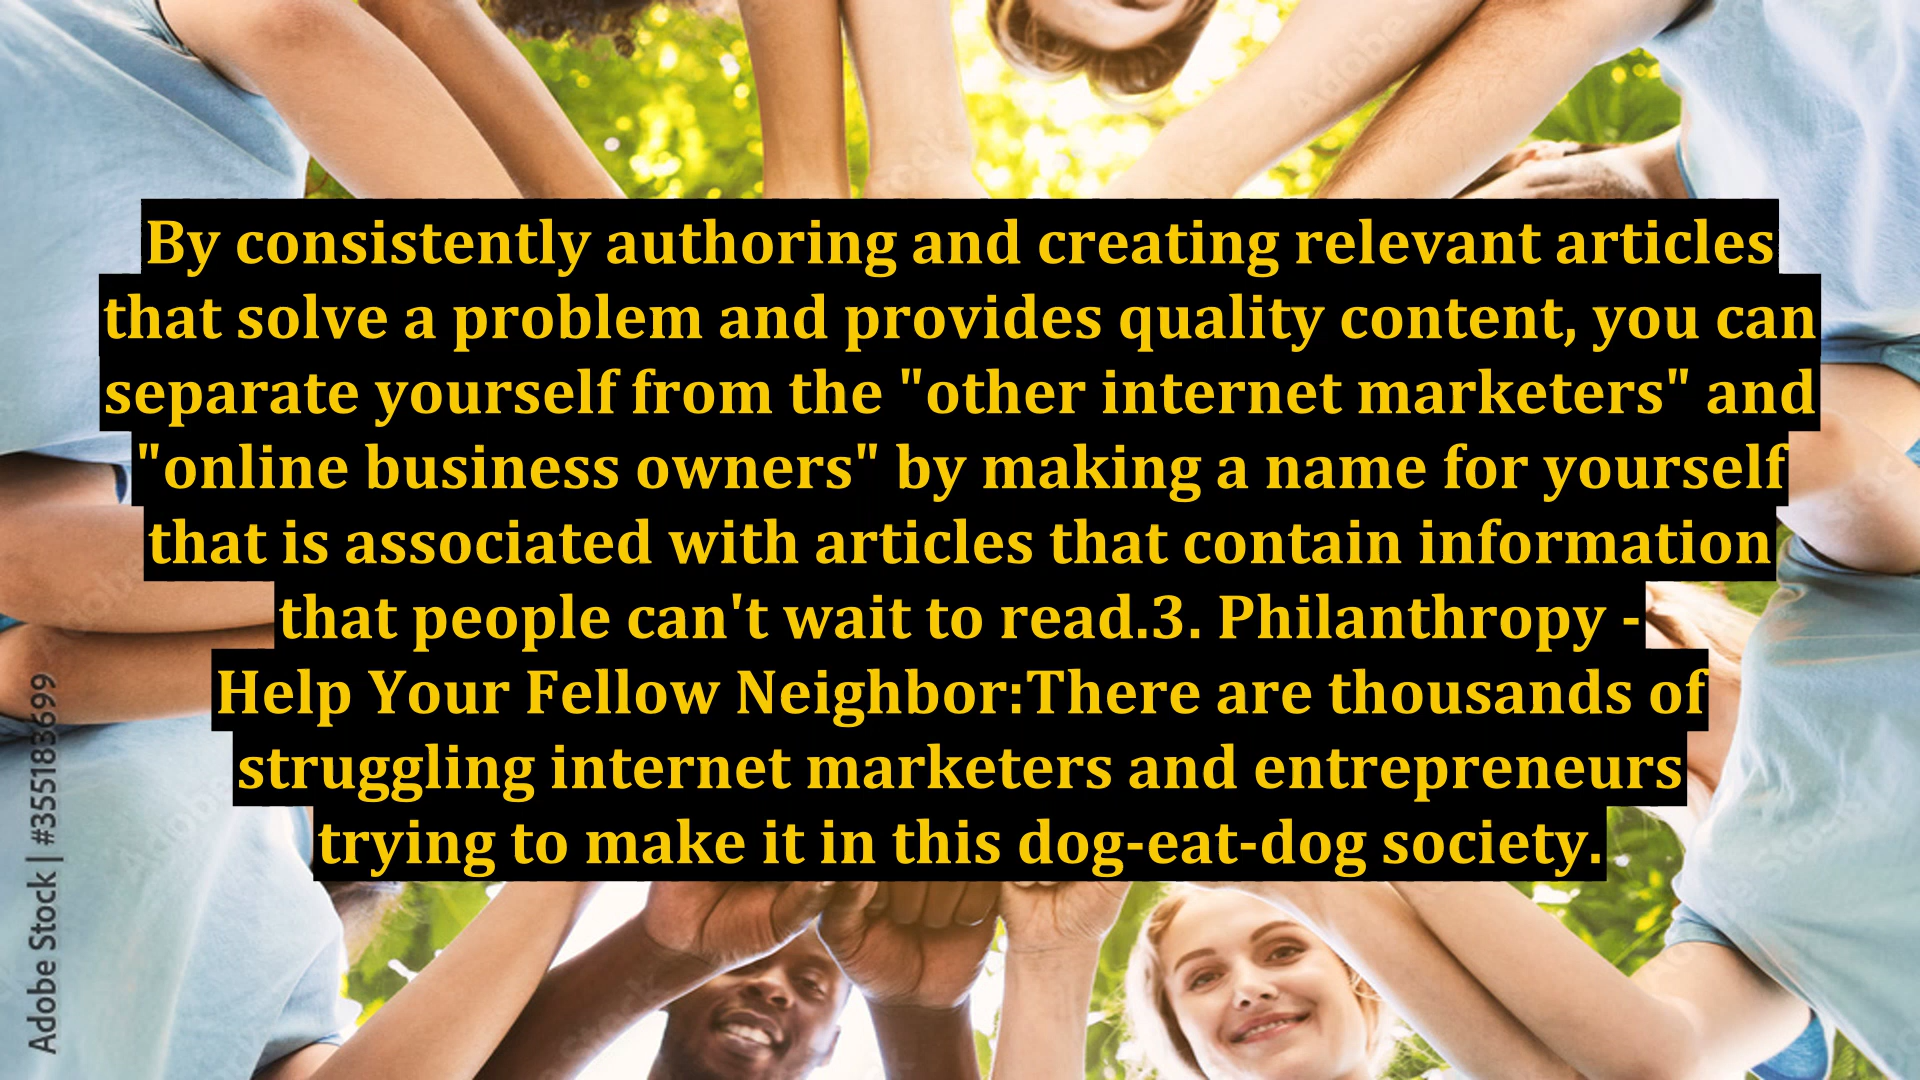 By consistently authoring and creating relevant articles
that solve a problem and provides quality content, you can
separate yourself from the "other internet marketers" and
"online business owners" by making a name for yourself
that is associated with articles that contain information
that people can't wait to read.3. Philanthropy -
Help Your Fellow Neighbor:There are thousands of
struggling internet marketers and entrepreneurs
trying to make it in this dog-eat-dog society.
Adobe Stock | #355183699